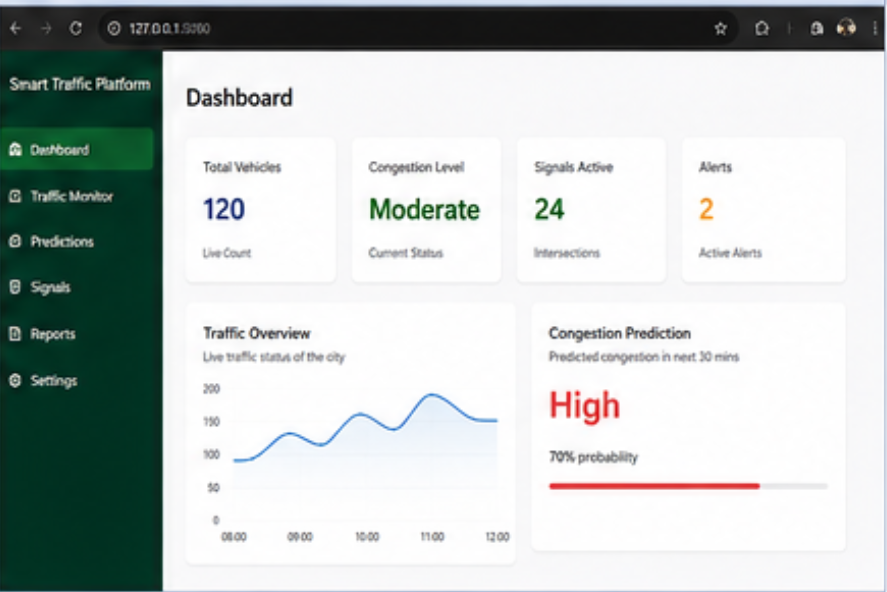 127.0.0.1:5000
Smart Traffic Platform
Dashboard
Traffic Monitor
Predictions
Signals
Reports
Settings
Dashboard
Total Vehicles
120
Live Count
Congestion Level
Moderate
Current Status
Signals Active
24
Intersections
Alerts
2
Active Alerts
Traffic Overview
Live traffic status of the city
200
150
100
50
0
08:00 09:00 10:00 11:00 12:00
Congestion Prediction
Predicted congestion in next 30 mins
High
70% probability